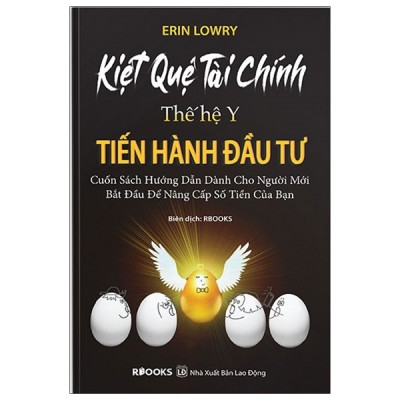 ERIN LOWRY
Kiệt Quệ Tài Chính
Thế hệ Y
TIẾN HÀNH ĐẦU TƯ
Cuốn Sách Hướng Dẫn Dành Cho Người Mới
Bắt Đầu Để Nâng Cấp Số Tiền Của Bạn
Biên dịch: RBOOKS
RBOOKS LĐ Nhà Xuất Bản Lao Động